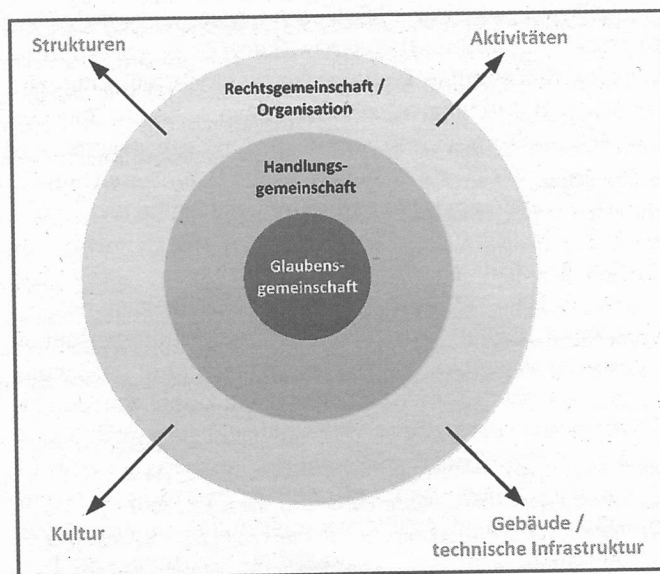 Strukturen
Aktivitäten
Rechtsgemeinschaft /
Organisation
Handlungs-
gemeinschaft
Glaubens-
gemeinschaft
Kultur
Gebäude /
technische Infrastruktur